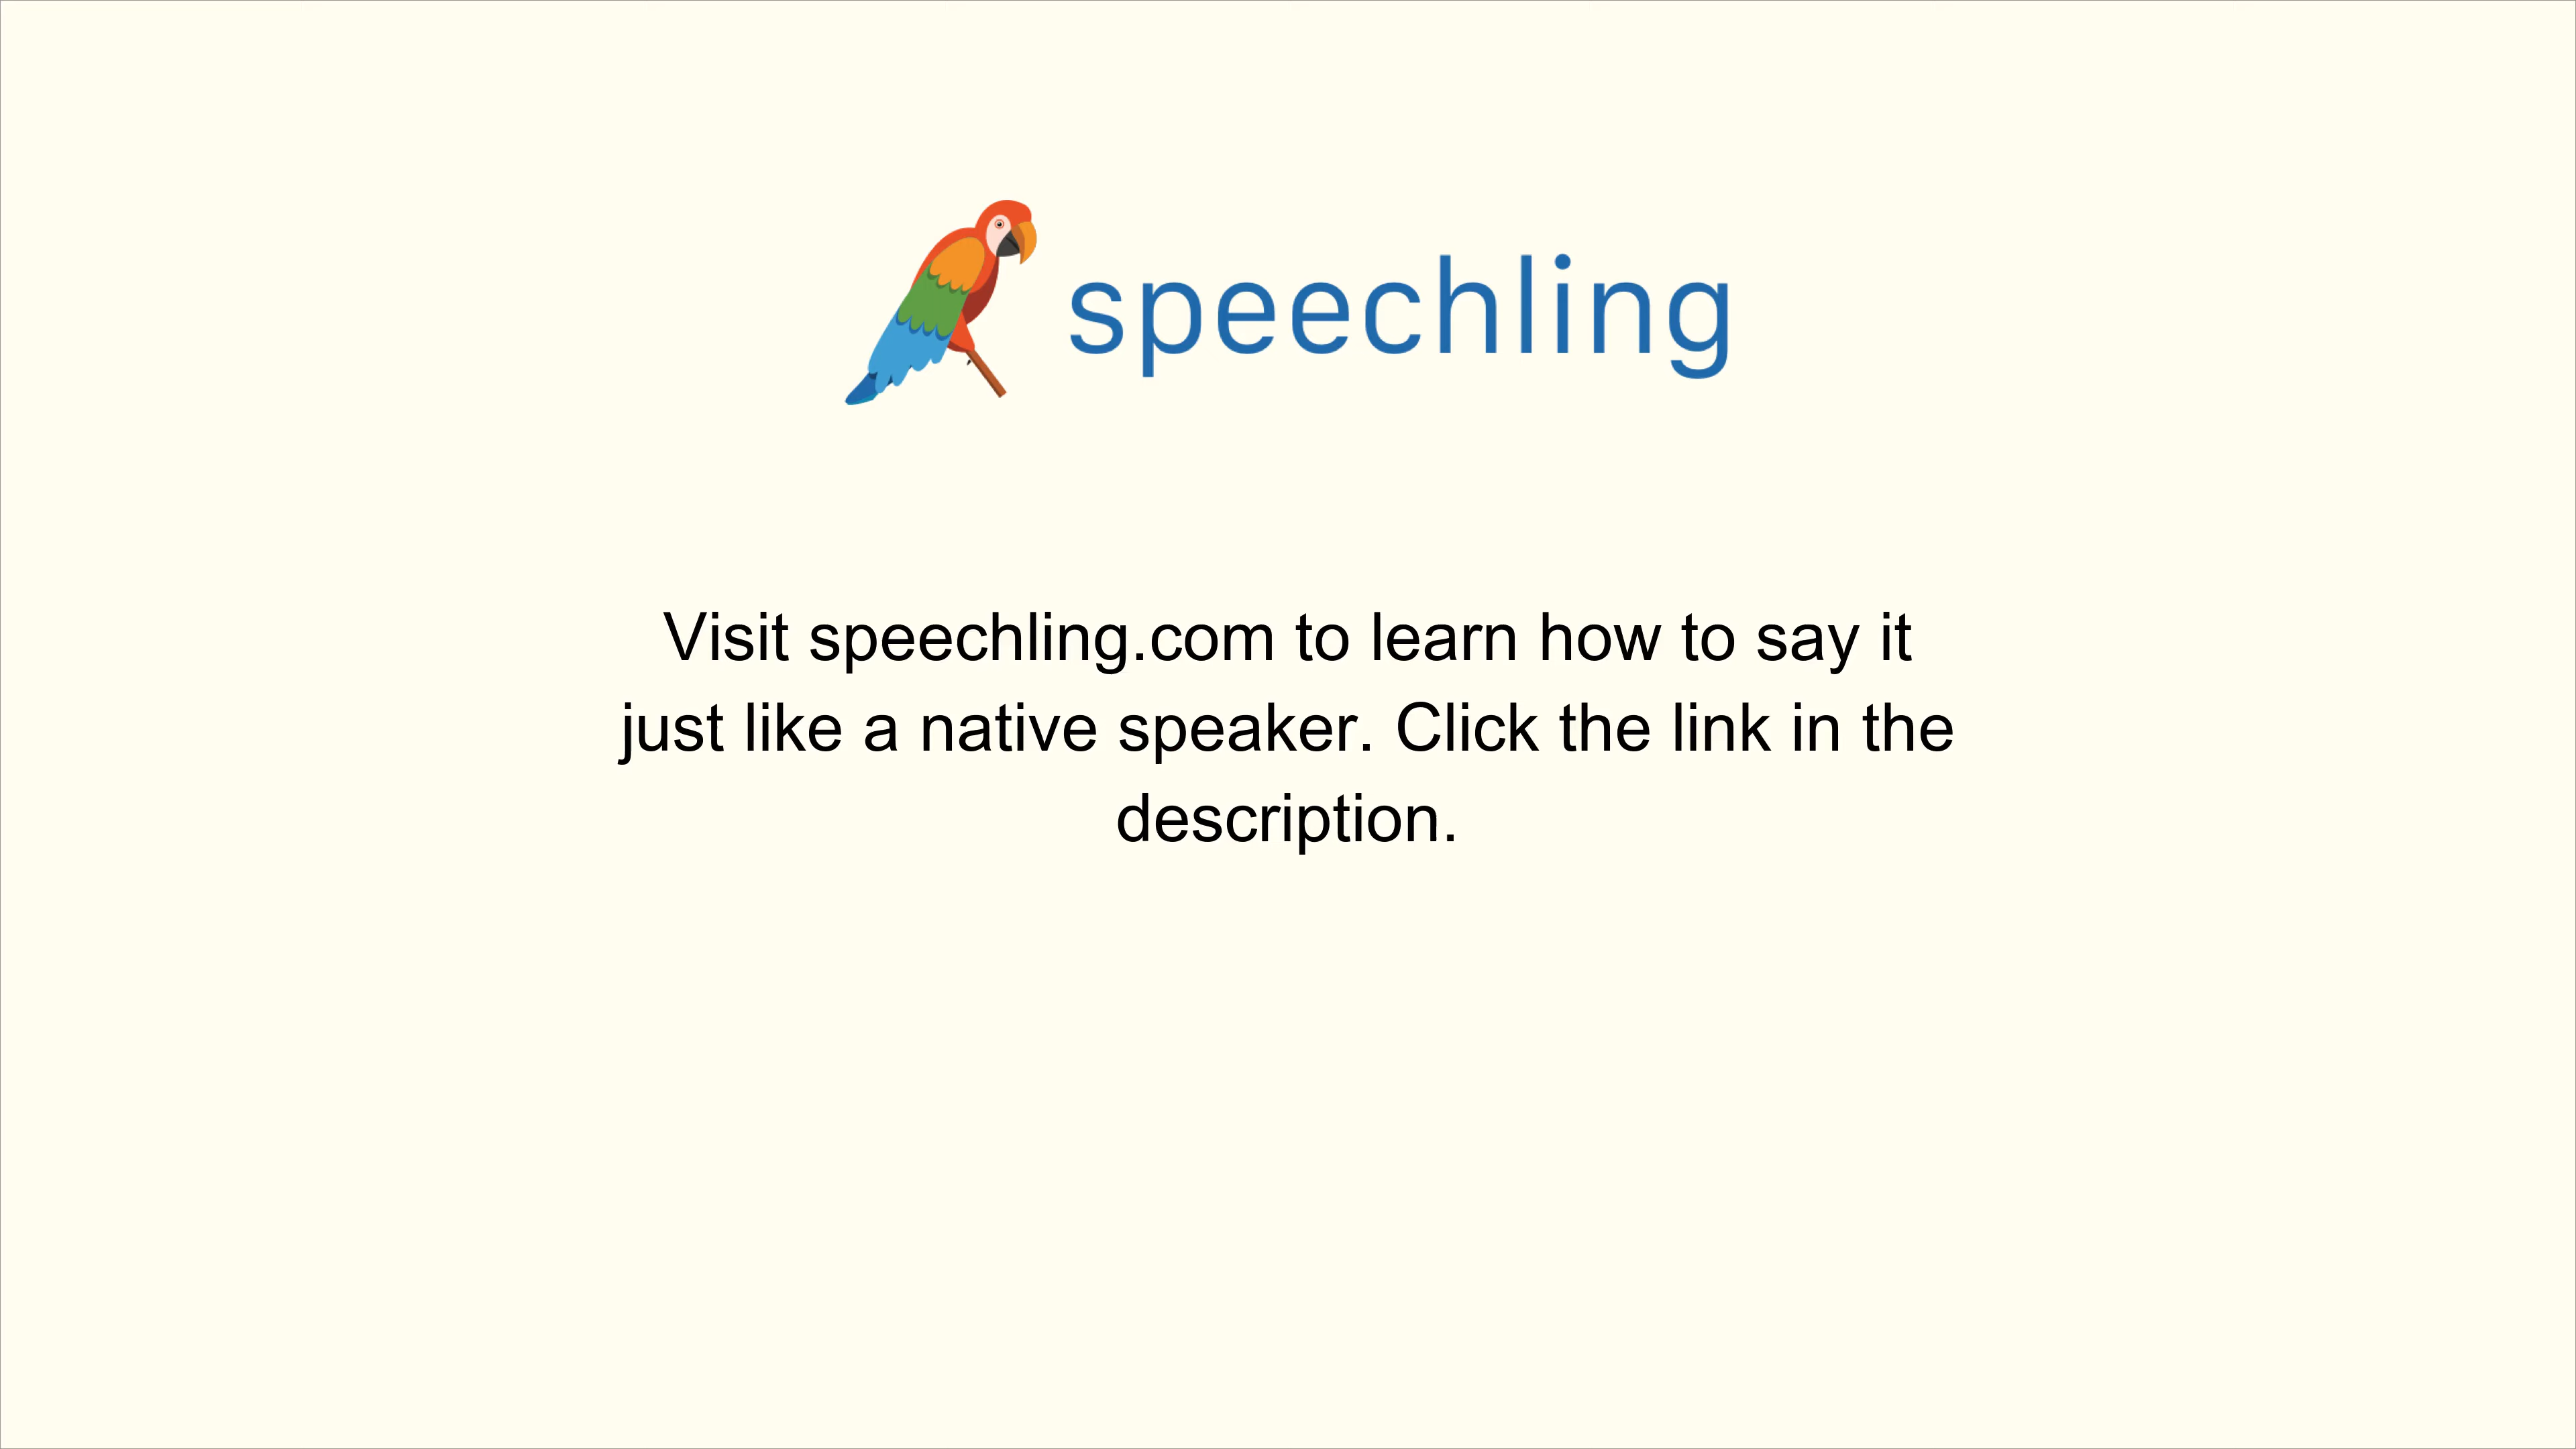 speechling
Visit speechling.com to learn how to say it
just like a native speaker. Click the link in the
description.